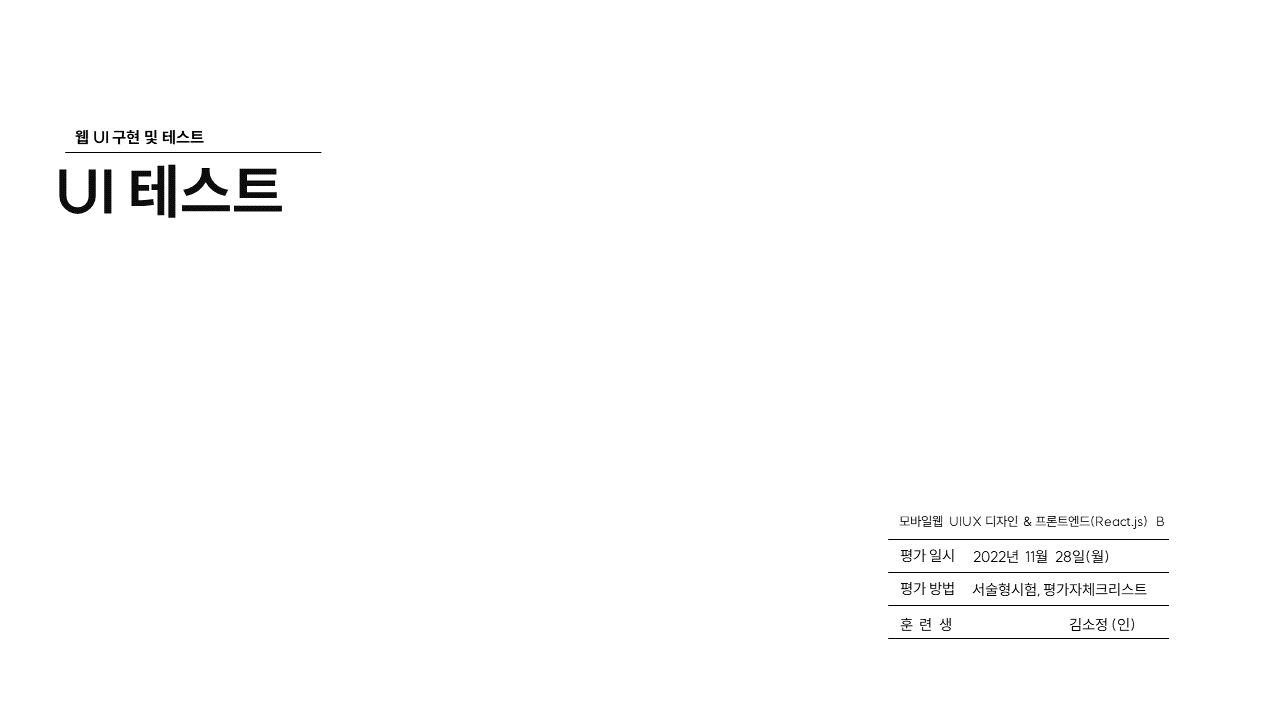 웹 UI 구현 및 테스트
UI 테스트
모바일웹 UIUX 디자인 & 프론트엔드(React.js) B
평가 일시 2022년 11월 28일(월)
평가 방법 서술형시험, 평가자체크리스트
훈 련 생 김소정 (인)